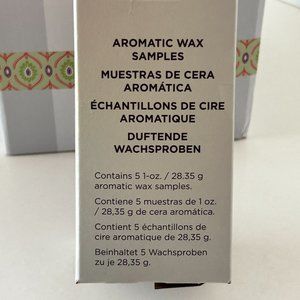 AROMATIC WAX
SAMPLES
MUESTRAS DE CERA
AROMÁTICA
ÉCHANTILLONS DE CIRE
AROMATIQUE
DUFTENDE
WACHSPROBEN
Contains 5 1-oz. / 28.35 g
aromatic wax samples.
Contiene 5 muestras de 1 oz.
/ 28,35 g de cera aromática.
Contient 5 échantillons de
cire aromatique de 28,35 g.
Beinhaltet 5 Wachsproben
zu je 28,35 g.